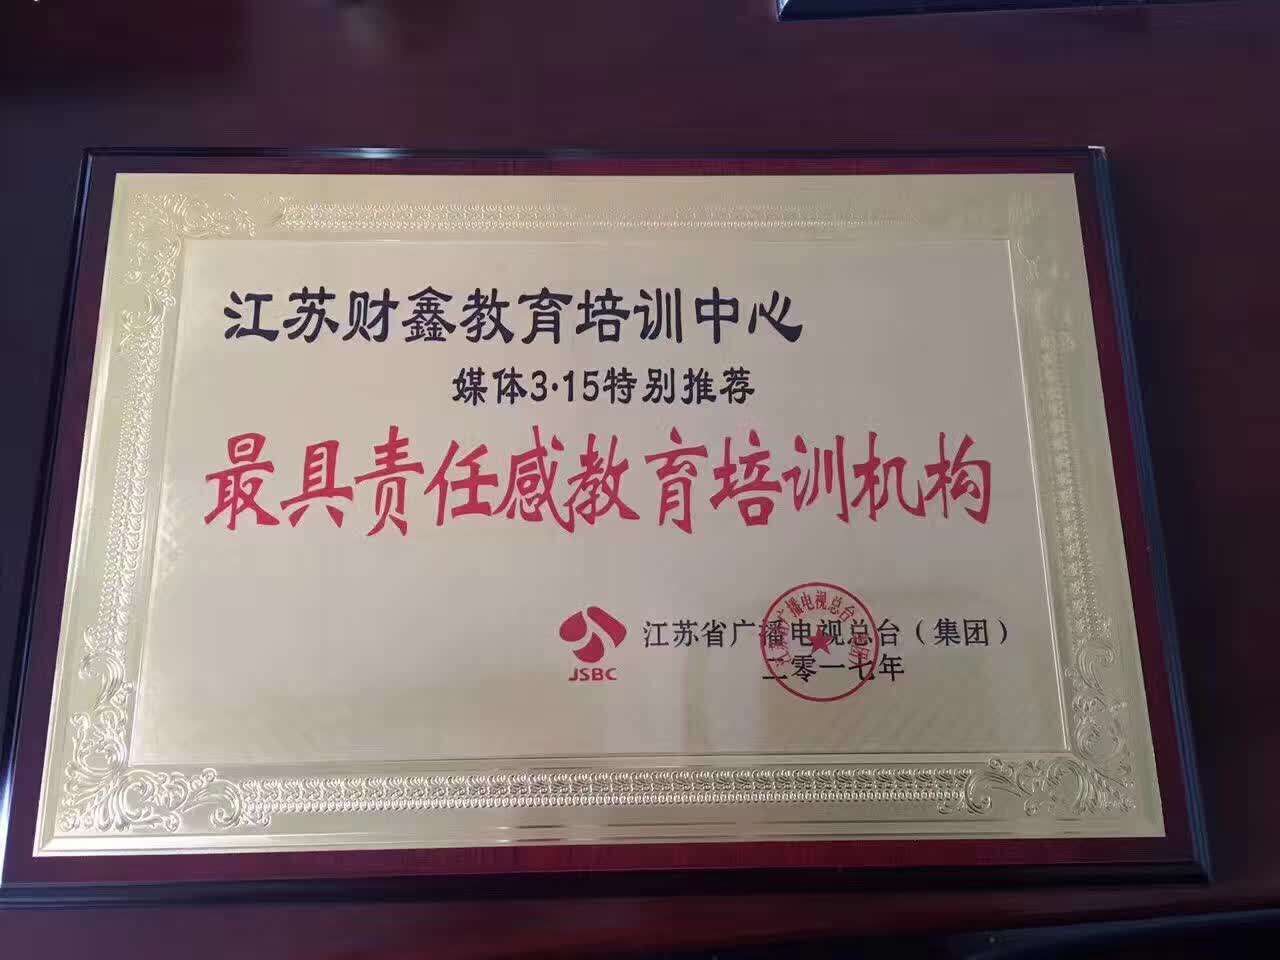 江苏财鑫教育培训中心
媒体3·15特别推荐
最具责任感教育培训机构
JSBC
江苏省广播电视总台（集团）
二零一七年